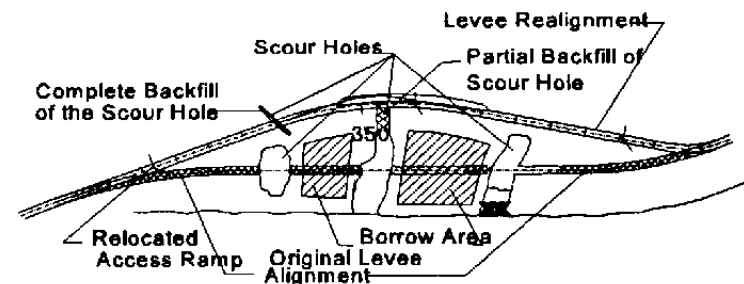 Levee Realignment
Scour Holes
Partial Backfill of
Scour Hole
Complete Backfill
of the Scour Hole
350
Relocated
Access Ramp
Borrow Area
Original Levee
Alignment